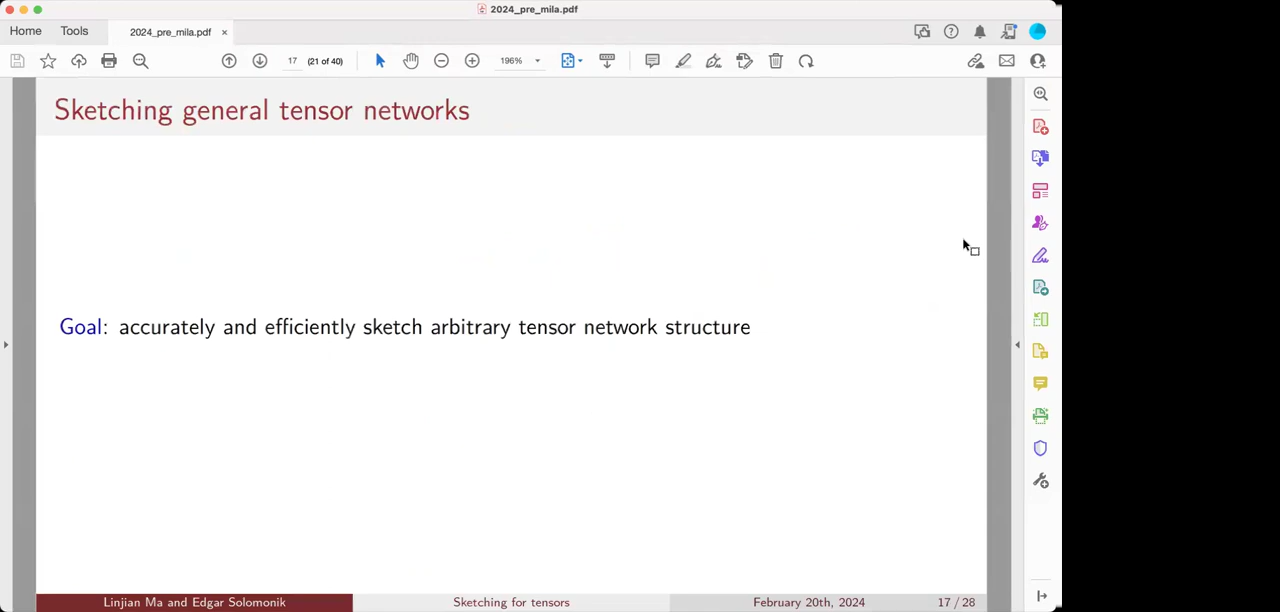 2024_pre_mila.pdf
Home Tools 2024_pre_mila.pdf ×
17 (21 of 40) 196%
Sketching general tensor networks
Goal: accurately and efficiently sketch arbitrary tensor network structure
Linjian Ma and Edgar Solomonik Sketching for tensors February 20th, 2024 17 / 28